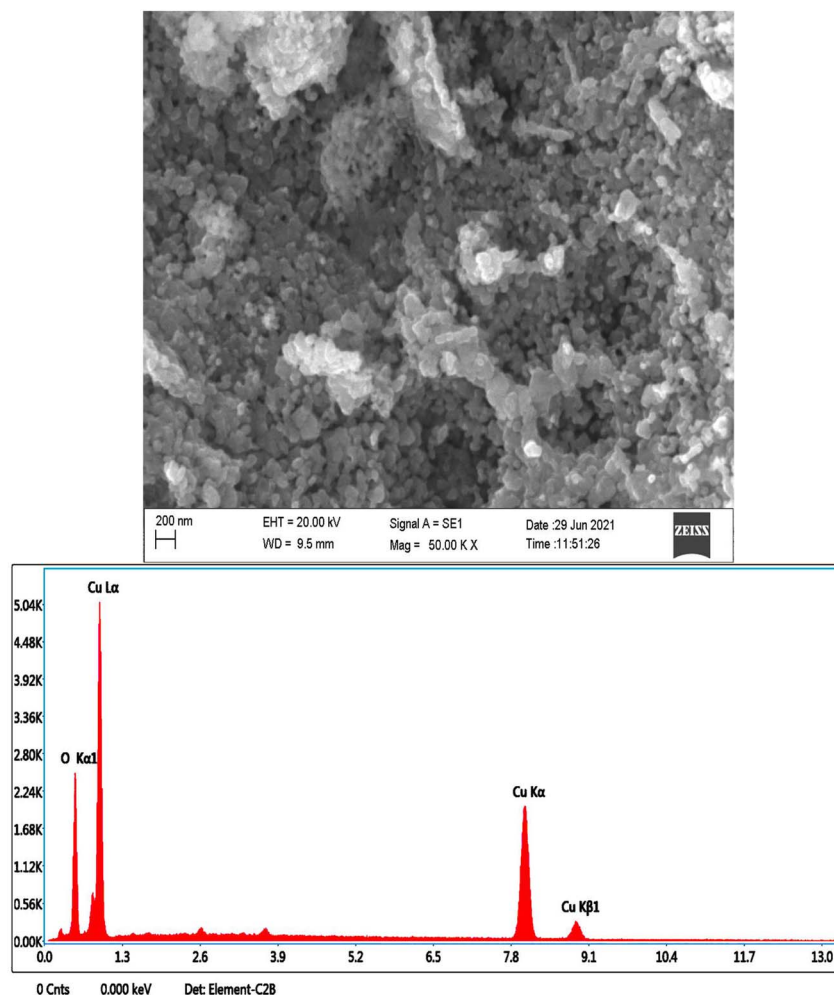 200 nm
EHT = 20.00 kV
Signal A = SE1
Date :29 Jun 2021
WD = 9.5 mm
Mag = 50.00 K X
Time :11:51:26
ZEISS
Cu Lα
5.04K
4.48K
3.92K
3.36K
2.80K
2.24K
1.68K
1.12K
0.56K
0.00K
O Kα1
Cu Kα
Cu Kβ1
0.0 1.3 2.6 3.9 5.2 6.5 7.8 9.1 10.4 11.7 13.0
0 Cnts 0.000 keV Det: Element-C2B